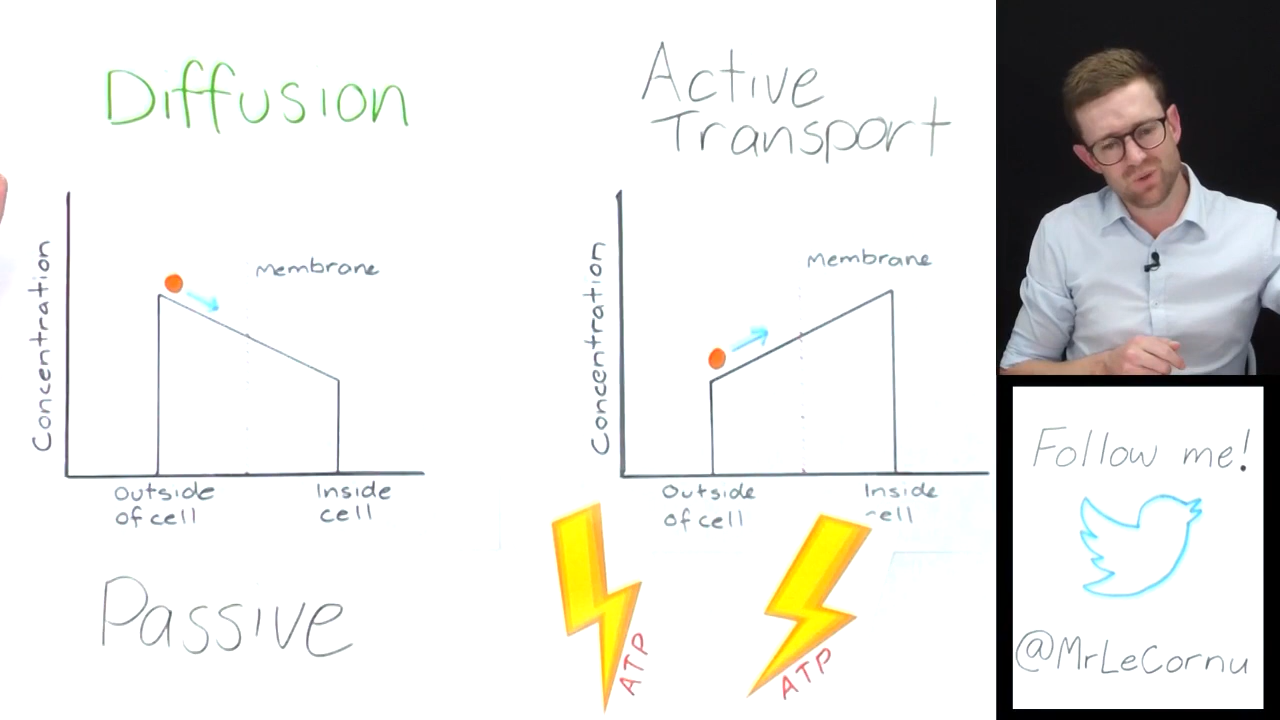 Diffusion
Concentration
Membrane
Outside
of cell
Inside
cell
Passive
Active
Transport
Concentration
Membrane
Outside
of cell
Inside
ell
ATP
ATP
Follow me!
@MrLeCornu